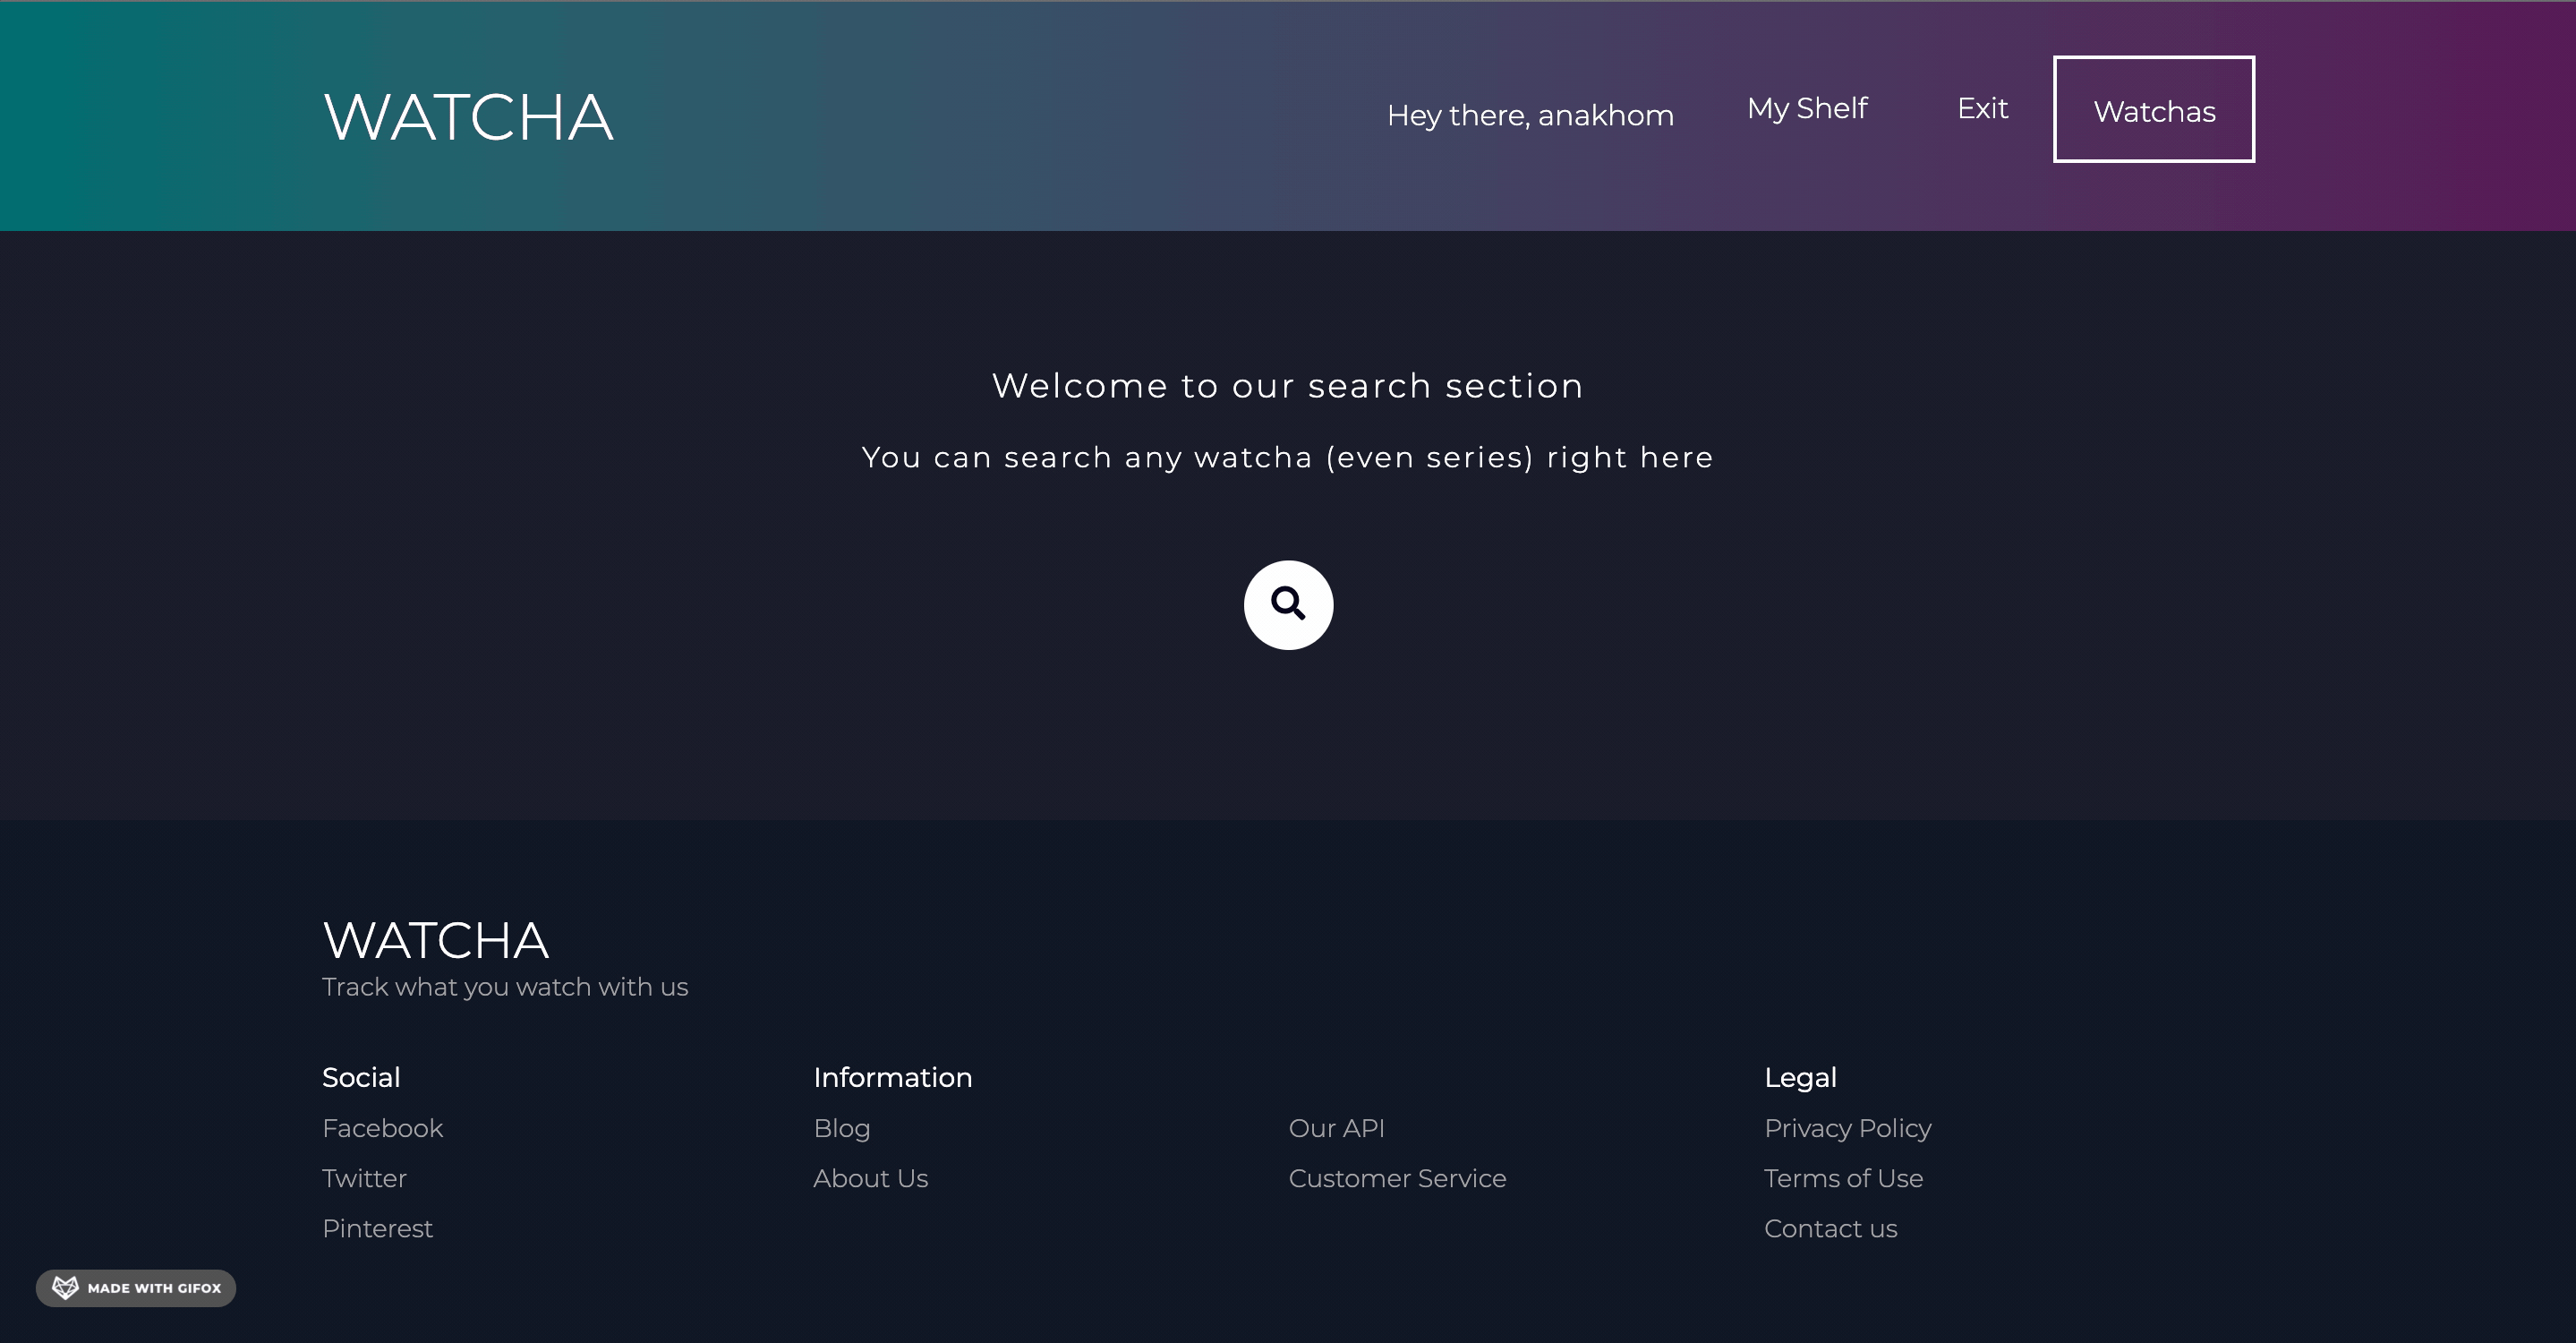 WATCHA
Hey there, anakhom
My Shelf
Exit
Watchas
Welcome to our search section
You can search any watcha (even series) right here
WATCHA
Track what you watch with us
Social
Facebook
Twitter
Pinterest
Information
Blog
About Us
Our API
Customer Service
Legal
Privacy Policy
Terms of Use
Contact us
MADE WITH GIFOX